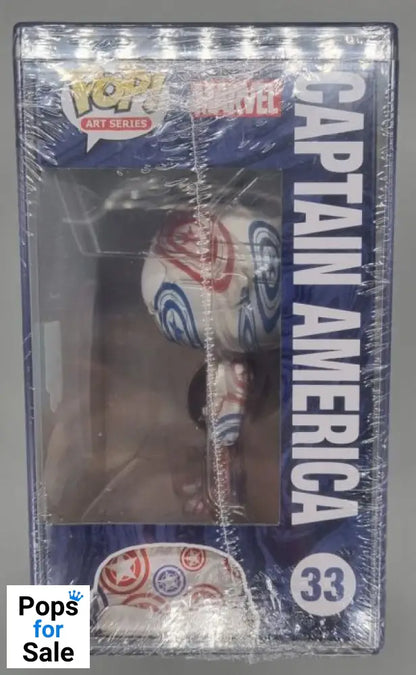 POP!
ART SERIES
MARVEL
CAPTAIN AMERICA
33
Pops
for
Sale